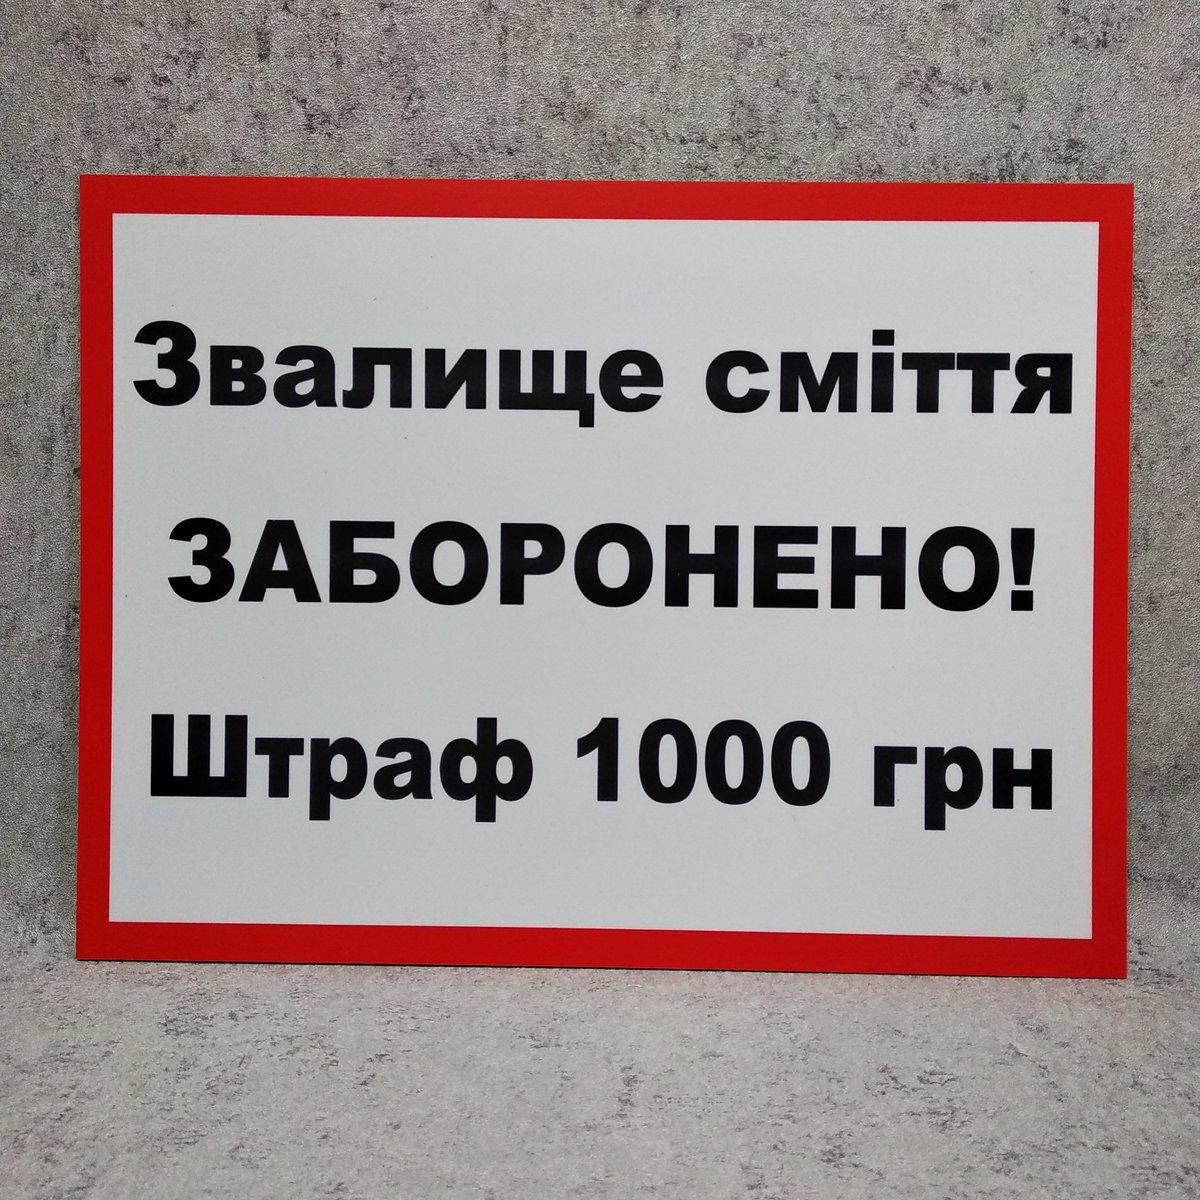 Звалище сміття
ЗАБОРОНЕНО!
Штраф 1000 грн